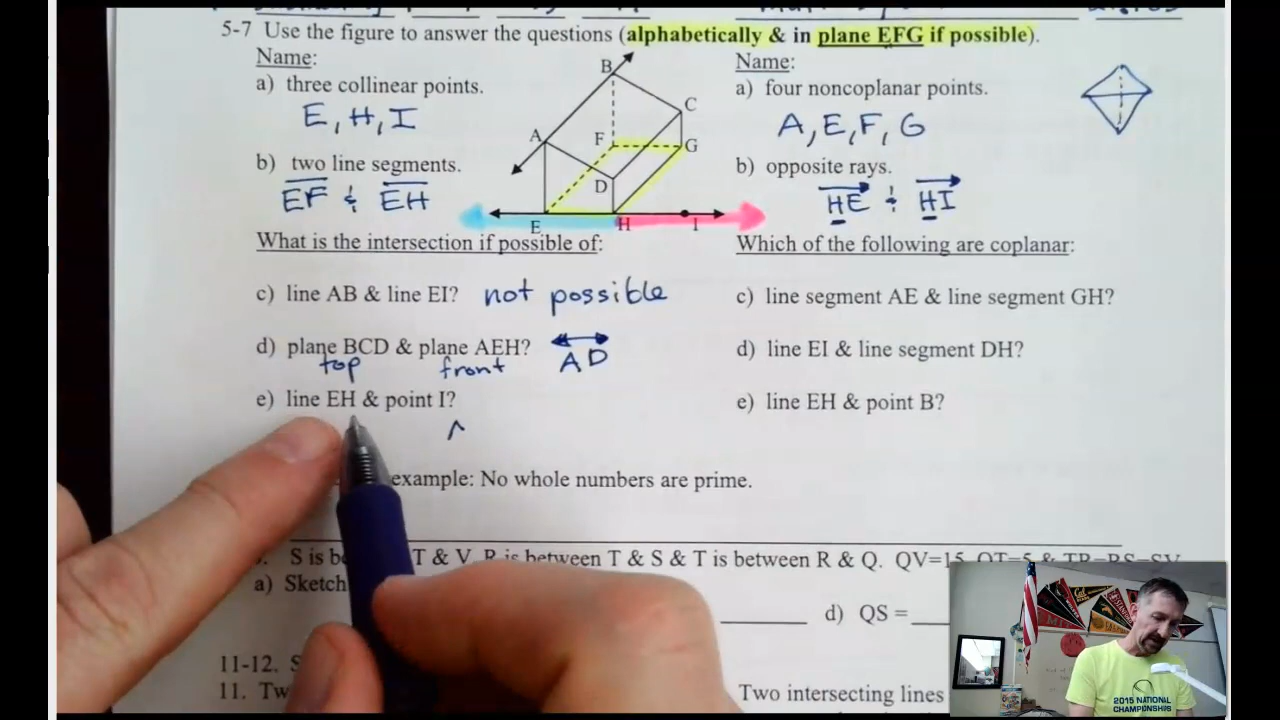 5-7 Use the figure to answer the questions (alphabetically & in plane EFG if possible).
Name:
a) three collinear points.
E, H, I
b) two line segments.
EF & EH
B
C
A
F
G
D
E
H
I
Name:
a) four noncoplanar points.
A, E, F, G
b) opposite rays.
HE & HI
What is the intersection if possible of:
c) line AB & line EI? not possible
d) plane BCD & plane AEH? AD
top front
e) line EH & point I?
Which of the following are coplanar:
c) line segment AE & line segment GH?
d) line EI & line segment DH?
e) line EH & point B?
example: No whole numbers are prime.
S is T & V, R is between T & S & T is between R & Q. QV=15, QT=5 & TR=RS=SV
a) Sketch
d) QS =
11-12. S
11. Tw
Two intersecting lines
2015 NATIONAL
CHAMPIONSHIPS